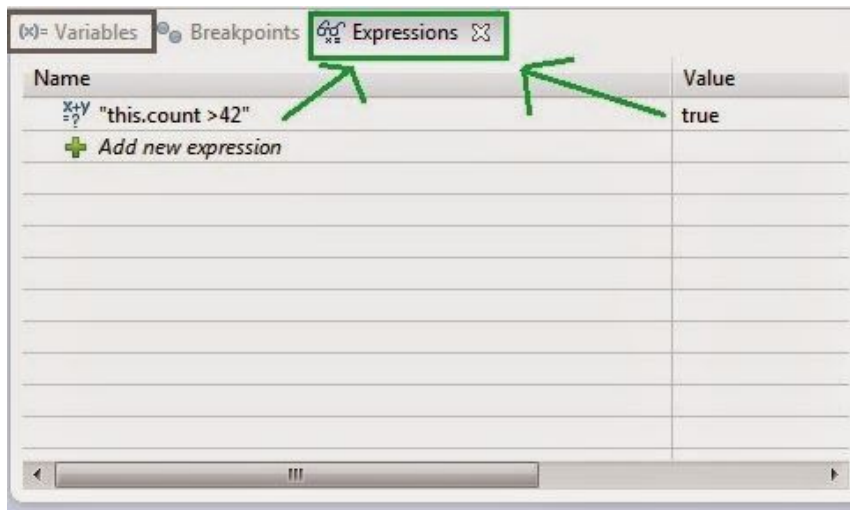 (x)= Variables Breakpoints Expressions
Name Value
x+y =? "this.count >42" true
Add new expression